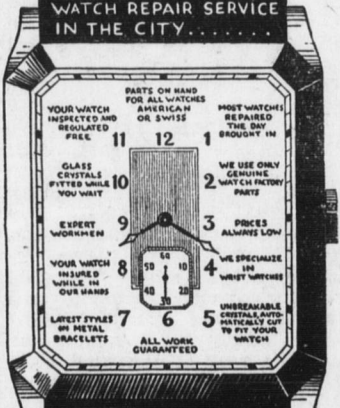 WATCH REPAIR SERVICE
IN THE CITY.......
PARTS ON HAND
FOR ALL WATCHES
AMERICAN
OR SWISS
YOUR WATCH
INSPECTED AND
REGULATED
FREE
MOST WATCHES
REPAIRED
THE DAY
BROUGHT IN
11 12 1
GLASS
CRYSTALS
FITTED WHILE
YOU WAIT
10
2
WE USE ONLY
GENUINE
WATCH FACTORY
PARTS
EXPERT
WORKMEN
9
3
PRICES
ALWAYS LOW
YOUR WATCH
INSURED
WHILE IN
OUR HANDS
8
60
50 10
40 20
30
4
WE SPECIALIZE
IN
WRIST WATCHES
LATEST STYLES
IN METAL
BRACELETS
7
6
5
UNBREAKABLE
CRYSTALS, AUTO-
MATICALLY CUT
TO FIT YOUR
WATCH
ALL WORK
GUARANTEED